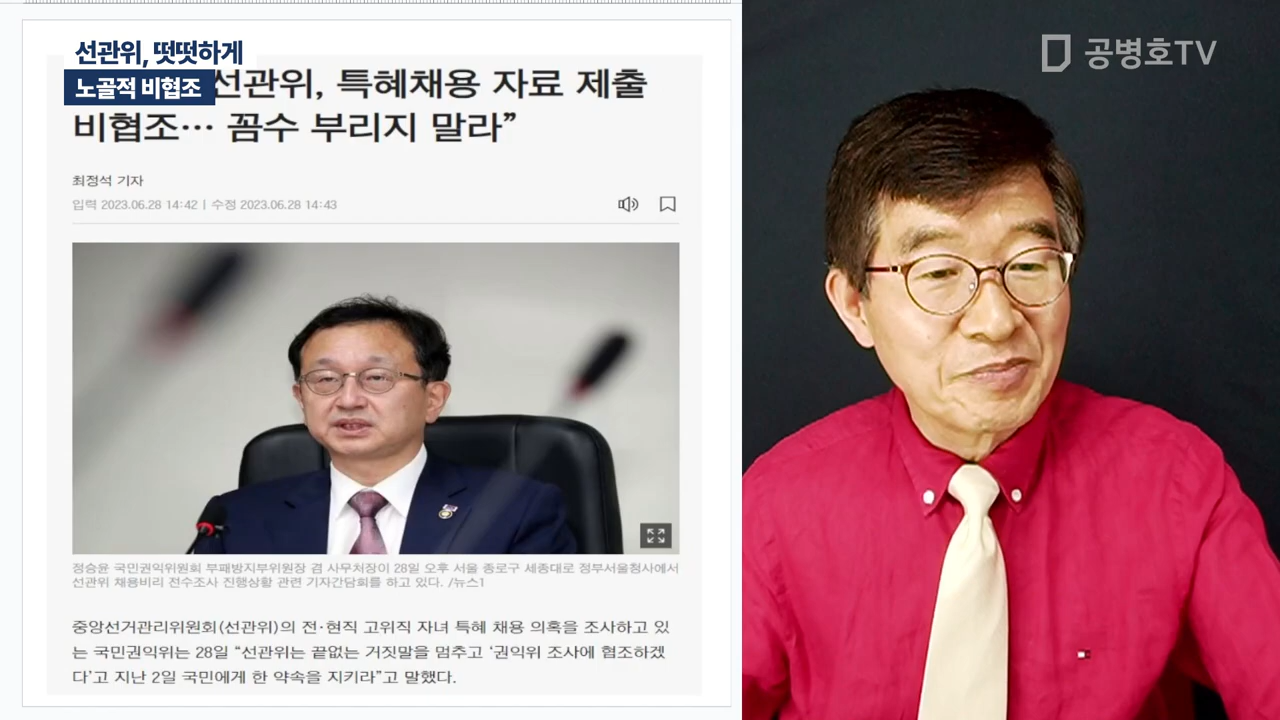 선관위, 떳떳하게
노골적 비협조
공병호TV
선관위, 특혜채용 자료 제출
비협조… 꼼수 부리지 말라”
최정석 기자
입력 2023.06.28 14:42 | 수정 2023.06.28 14:43
정승윤 국민권익위원회 부패방지부위원장 겸 사무처장이 28일 오후 서울 종로구 세종대로 정부서울청사에서
선관위 채용비리 전수조사 진행상황 관련 기자간담회를 하고 있다. /뉴스1
중앙선거관리위원회(선관위)의 전·현직 고위직 자녀 특혜 채용 의혹을 조사하고 있
는 국민권익위는 28일 “선관위는 끝없는 거짓말을 멈추고 ‘권익위 조사에 협조하겠
다’고 지난 2일 국민에게 한 약속을 지키라”고 말했다.